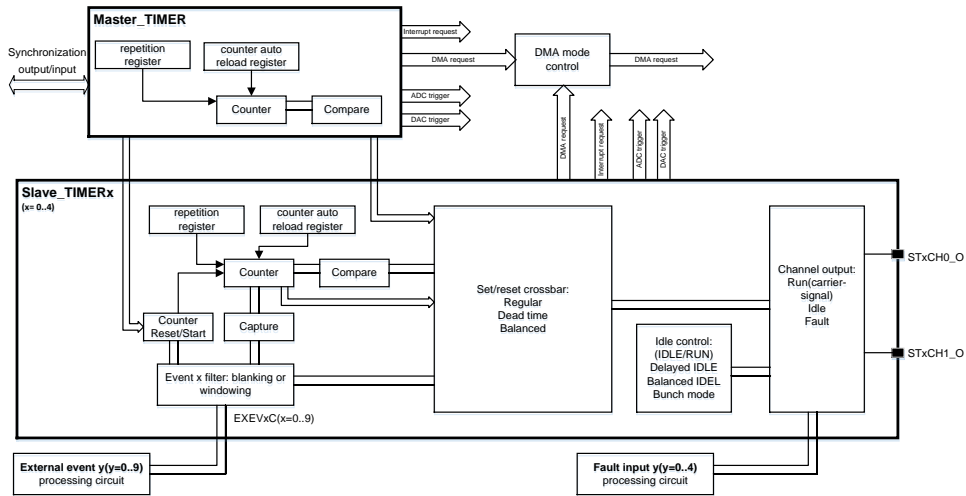 Master_TIMER
Synchronization
output/input
repetition
register
counter auto
reload register
Counter
Compare
Interrupt request
DMA request
ADC trigger
DAC trigger
DMA mode
control
DMA request
DMA request
Interrupt request
ADC trigger
DAC trigger
Slave_TIMERx
(x= 0..4)
repetition
register
counter auto
reload register
Counter
Compare
Counter
Reset/Start
Capture
Event x filter: blanking or
windowing
EXEVxC(x=0..9)
Set/reset crossbar:
Regular
Dead time
Balanced
Idle control:
(IDLE/RUN)
Delayed IDLE
Balanced IDEL
Bunch mode
Channel output:
Run(carrier-
signal)
Idle
Fault
STxCH0_O
STxCH1_O
External event y(y=0..9)
processing circuit
Fault input y(y=0..4)
processing circuit